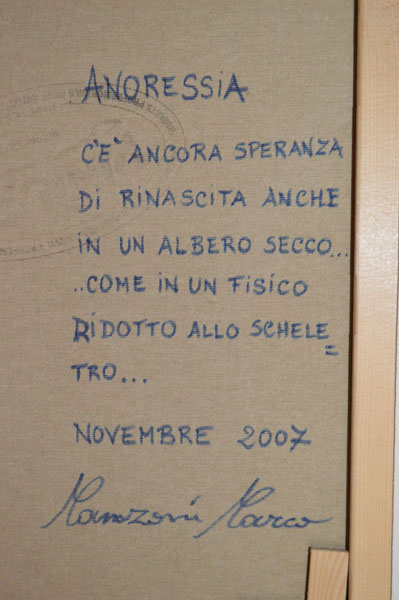 ANORESSIA
C'E' ANCORA SPERANZA
DI RINASCITA ANCHE
IN UN ALBERO SECCO...
..COME IN UN FISICO
RIDOTTO ALLO SCHELE=
TRO...
NOVEMBRE 2007
Manzoni Marco